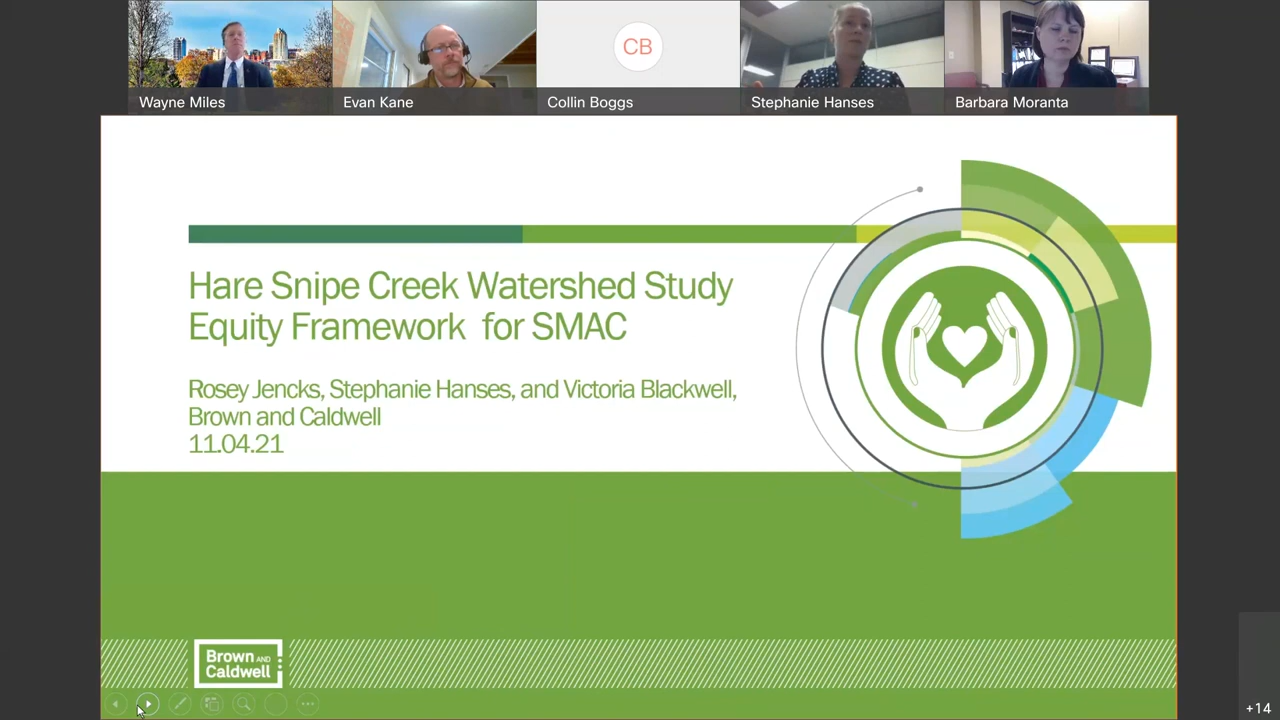 Wayne Miles
Evan Kane
CB
Collin Boggs
Stephanie Hanses
Barbara Moranta
Hare Snipe Creek Watershed Study
Equity Framework for SMAC
Rosey Jencks, Stephanie Hanses, and Victoria Blackwell,
Brown and Caldwell
11.04.21
Brown AND
Caldwell
+14